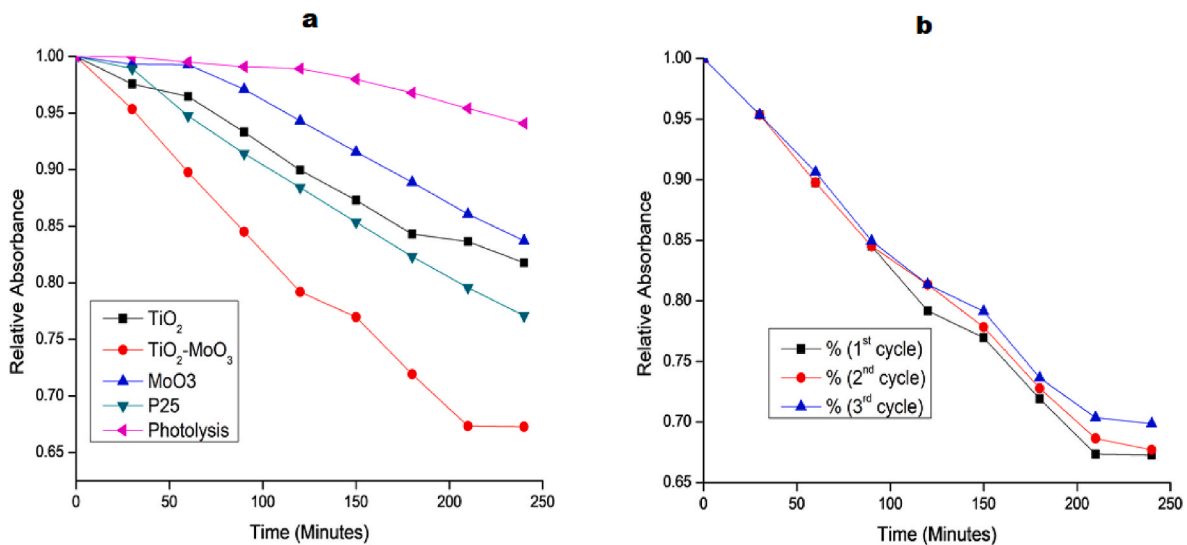 a
1.00
0.95
0.90
0.85
0.80
0.75
0.70
0.65
Relative Absorbance
TiO₂
TiO₂-MoO₃
MoO3
P25
Photolysis
0 50 100 150 200 250
Time (Minutes)
b
1.00
0.95
0.90
0.85
0.80
0.75
0.70
0.65
Relative Absorbance
% (1st cycle)
% (2nd cycle)
% (3rd cycle)
0 50 100 150 200 250
Time (Minutes)